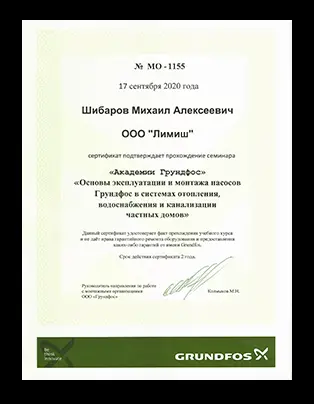 № МО - 1155
17 сентября 2020 года
Шибаров Михаил Алексеевич
ООО "Лимиш"
сертификат подтверждает прохождение семинара
«Академии Грундфос»
«Основы эксплуатации и монтажа насосов
Грундфос в системах отопления,
водоснабжения и канализации
частных домов»
Данный сертификат удостоверяет факт прохождения учебного курса
и не даёт права гарантийного ремонта оборудования и предоставления
каких-либо гарантий от имени Grundfos.
Срок действия сертификата 2 года.
Руководитель направления по работе
с монтажными организациями
ООО «Грундфос»
be
think
innovate
GRUNDFOS